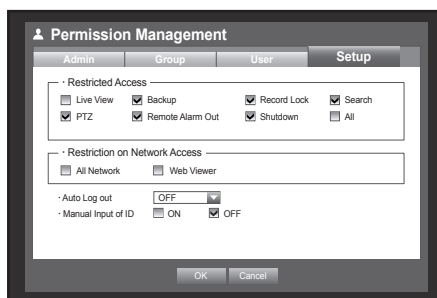 Permission Management
Admin Group User Setup
· Restricted Access
Live View Backup Record Lock Search
PTZ Remote Alarm Out Shutdown All
· Restriction on Network Access
All Network Web Viewer
· Auto Log out OFF
· Manual Input of ID ON OFF
OK Cancel